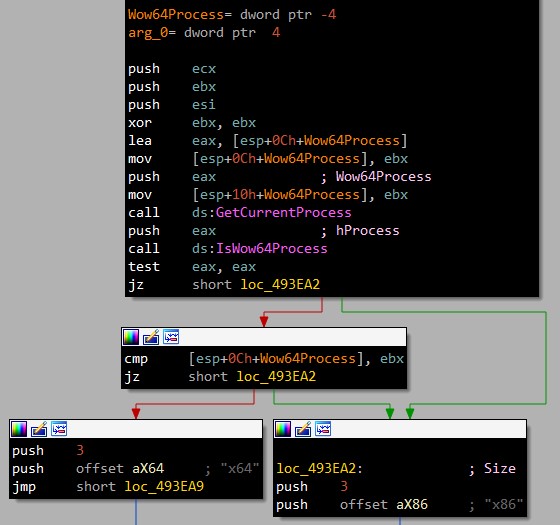 Wow64Process= dword ptr -4
arg_0= dword ptr  4
push    ecx
push    ebx
push    esi
xor     ebx, ebx
lea     eax, [esp+0Ch+Wow64Process]
mov     [esp+0Ch+Wow64Process], ebx
push    eax             ; Wow64Process
mov     [esp+10h+Wow64Process], ebx
call    ds:GetCurrentProcess
push    eax             ; hProcess
call    ds:IsWow64Process
test    eax, eax
jz      short loc_493EA2
cmp     [esp+0Ch+Wow64Process], ebx
jz      short loc_493EA2
push    3
push    offset aX64     ; "x64"
jmp     short loc_493EA9
loc_493EA2:             ; Size
push    3
push    offset aX86     ; "x86"